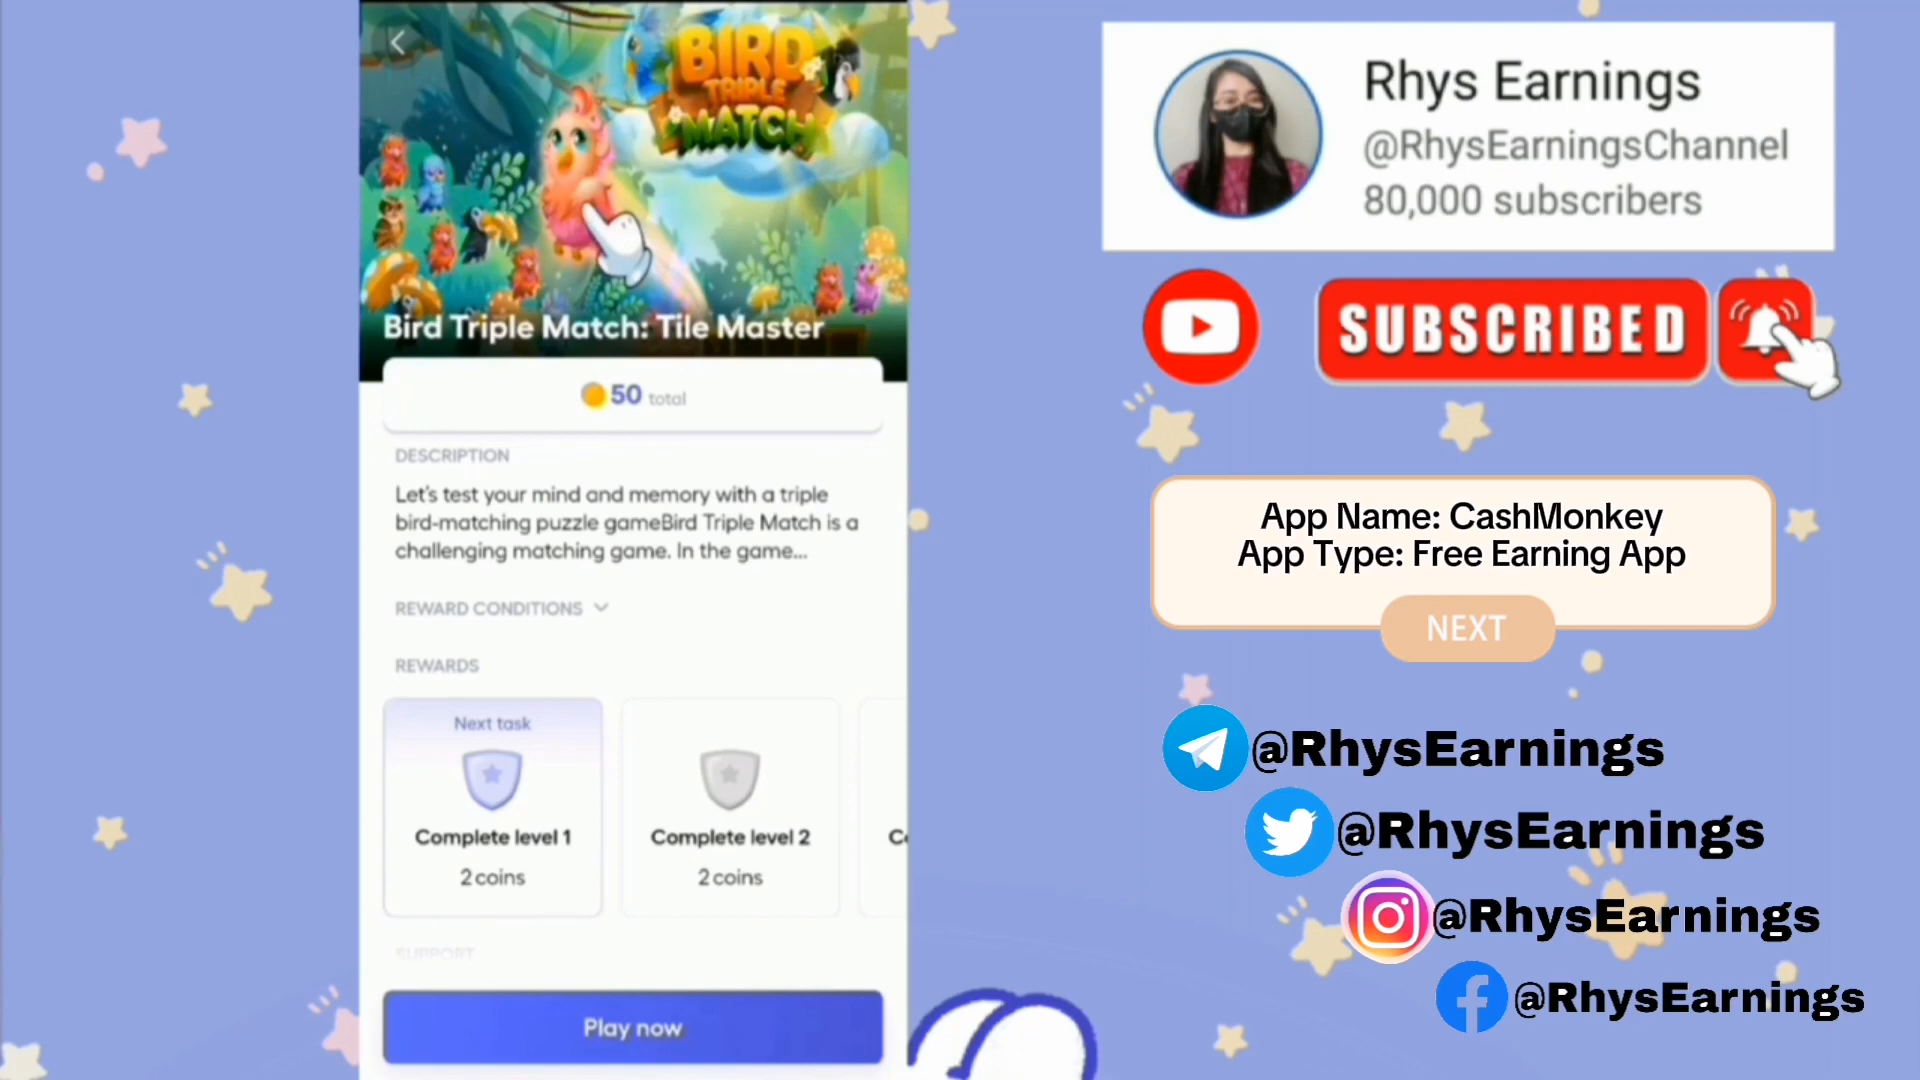 BIRD
TRIPLE
MATCH
Bird Triple Match: Tile Master
50 total
DESCRIPTION
Let's test your mind and memory with a triple
bird-matching puzzle gameBird Triple Match is a
challenging matching game. In the game...
REWARD CONDITIONS
REWARDS
Next task
Complete level 1
2 coins
Complete level 2
2 coins
SUPPORT
Play now
Rhys Earnings
@RhysEarningsChannel
80,000 subscribers
SUBSCRIBED
App Name: CashMonkey
App Type: Free Earning App
NEXT
@RhysEarnings
@RhysEarnings
@RhysEarnings
@RhysEarnings